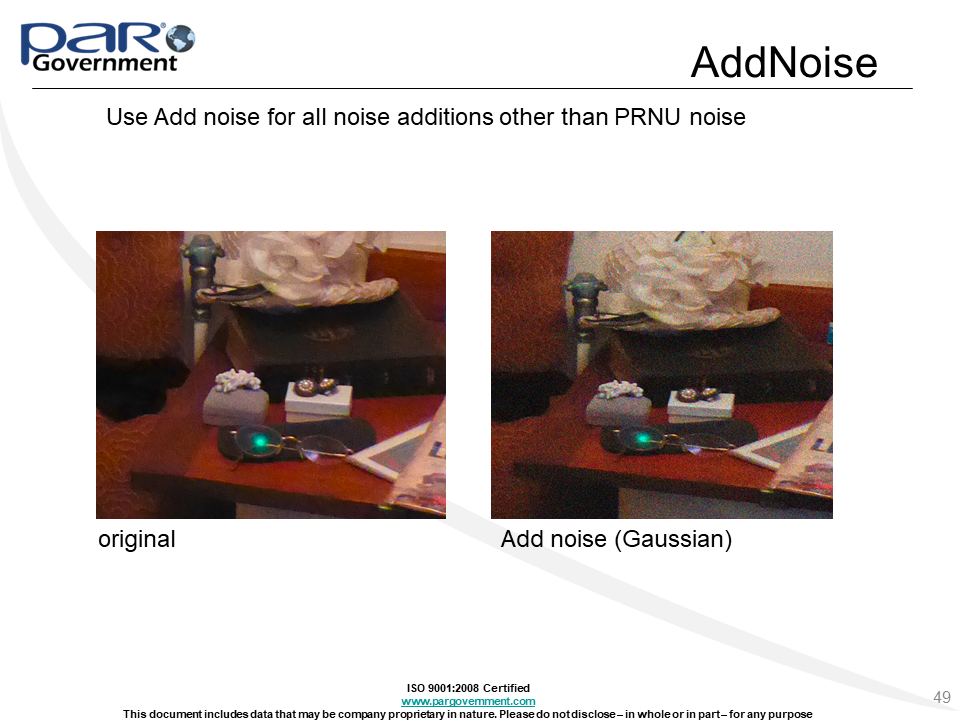 PAR®
Government
AddNoise
Use Add noise for all noise additions other than PRNU noise
original
Add noise (Gaussian)
ISO 9001:2008 Certified
www.pargovernment.com
This document includes data that may be company proprietary in nature. Please do not disclose – in whole or in part – for any purpose
49